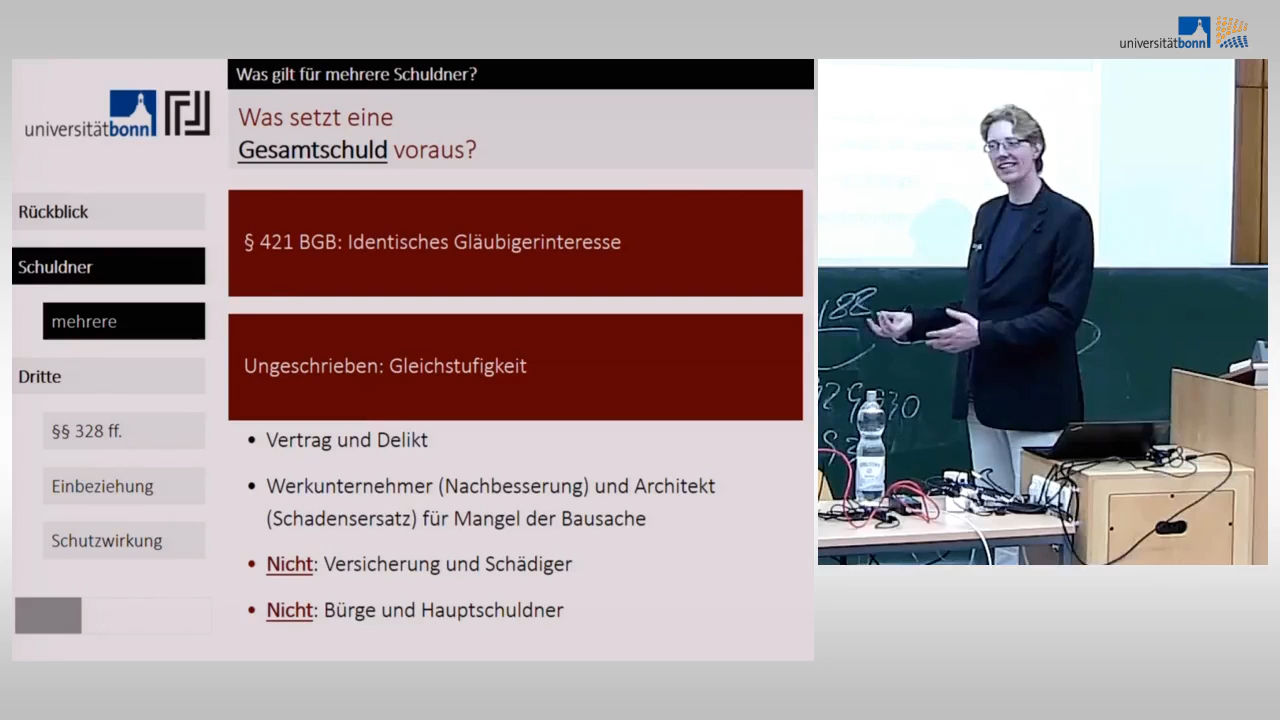 universitätbonn
Was gilt für mehrere Schuldner?
universitätbonn
Was setzt eine
Gesamtschuld voraus?
Rückblick
Schuldner
mehrere
Dritte
§§ 328 ff.
Einbeziehung
Schutzwirkung
§ 421 BGB: Identisches Gläubigerinteresse
Ungeschrieben: Gleichstufigkeit
• Vertrag und Delikt
• Werkunternehmer (Nachbesserung) und Architekt
(Schadensersatz) für Mangel der Bausache
• Nicht: Versicherung und Schädiger
• Nicht: Bürge und Hauptschuldner
188